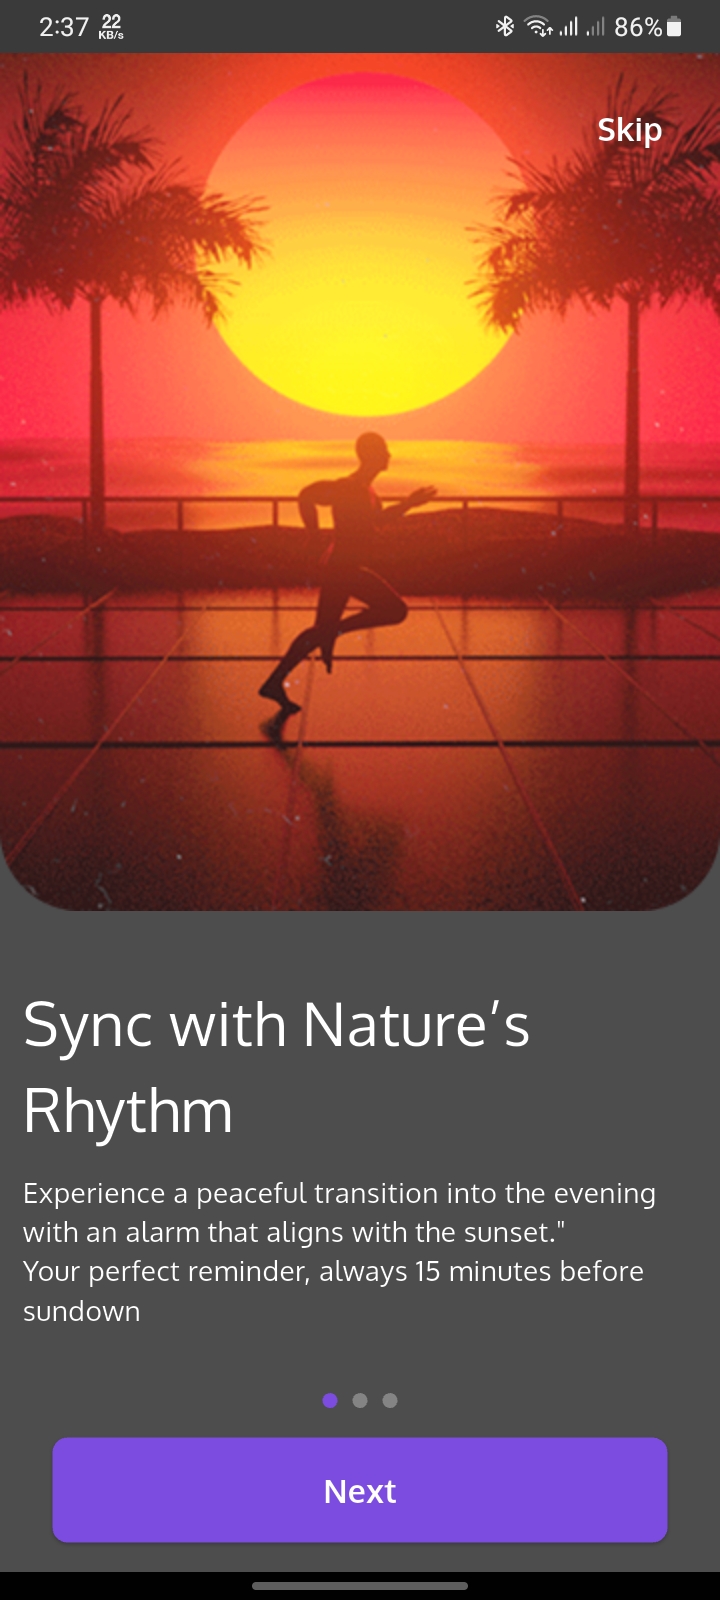 2:37 22 KB/s 86%
Skip
Sync with Nature’s
Rhythm
Experience a peaceful transition into the evening
with an alarm that aligns with the sunset."
Your perfect reminder, always 15 minutes before
sundown
Next